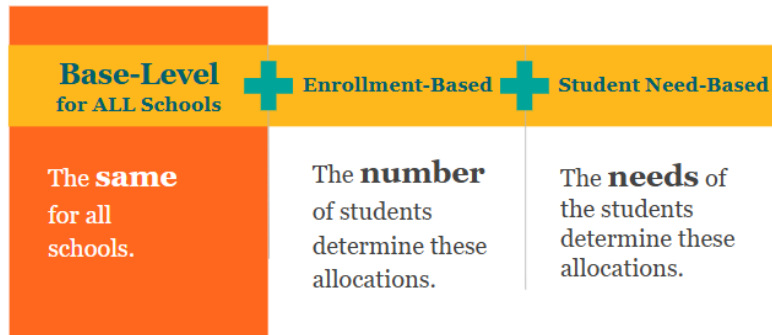 Base-Level
for ALL Schools
Enrollment-Based
Student Need-Based
The same
for all
schools.
The number
of students
determine these
allocations.
The needs of
the students
determine these
allocations.